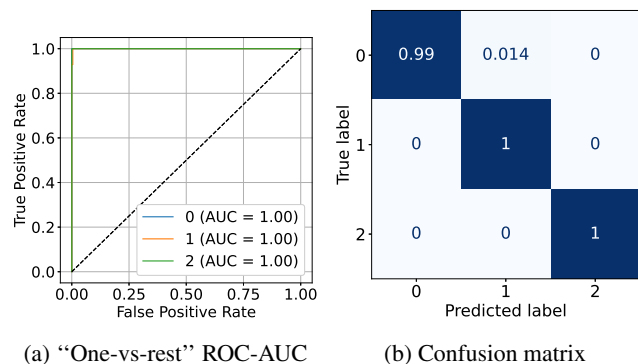 1.0
0.8
0.6
0.4
0.2
0.0
True Positive Rate
0 (AUC = 1.00)
1 (AUC = 1.00)
2 (AUC = 1.00)
0.00 0.25 0.50 0.75 1.00
False Positive Rate
(a) “One-vs-rest” ROC-AUC
True label
0 0.99 0.014 0
1 0 1 0
2 0 0 1
0 1 2
Predicted label
(b) Confusion matrix